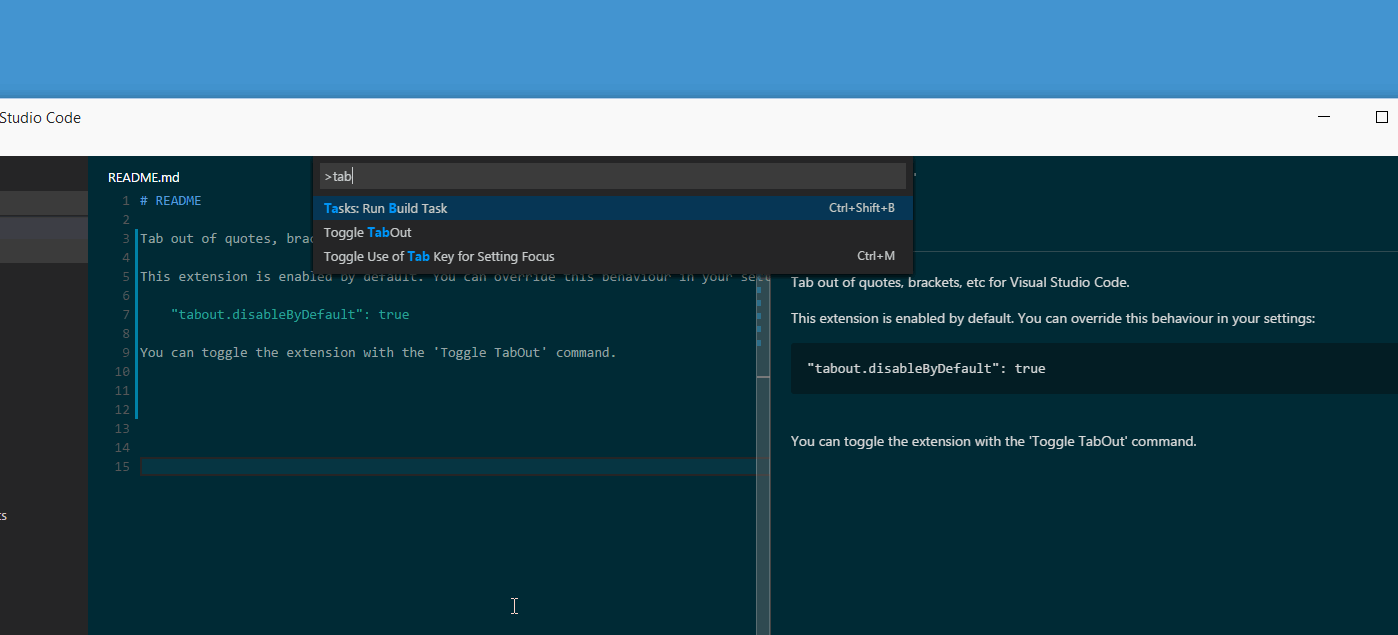 Studio Code
README.md
>tab
Tasks: Run Build Task Ctrl+Shift+B
Toggle TabOut
Toggle Use of Tab Key for Setting Focus Ctrl+M
1 # README
2
3 Tab out of quotes,
4
5 This extension is enabled by default. You can override this behaviour in your
6
7 "tabout.disableByDefault": true
8
9 You can toggle the extension with the 'Toggle TabOut' command.
10
11
12
13
14
15
Tab out of quotes, brackets, etc for Visual Studio Code.
This extension is enabled by default. You can override this behaviour in your settings:
"tabout.disableByDefault": true
You can toggle the extension with the 'Toggle TabOut' command.